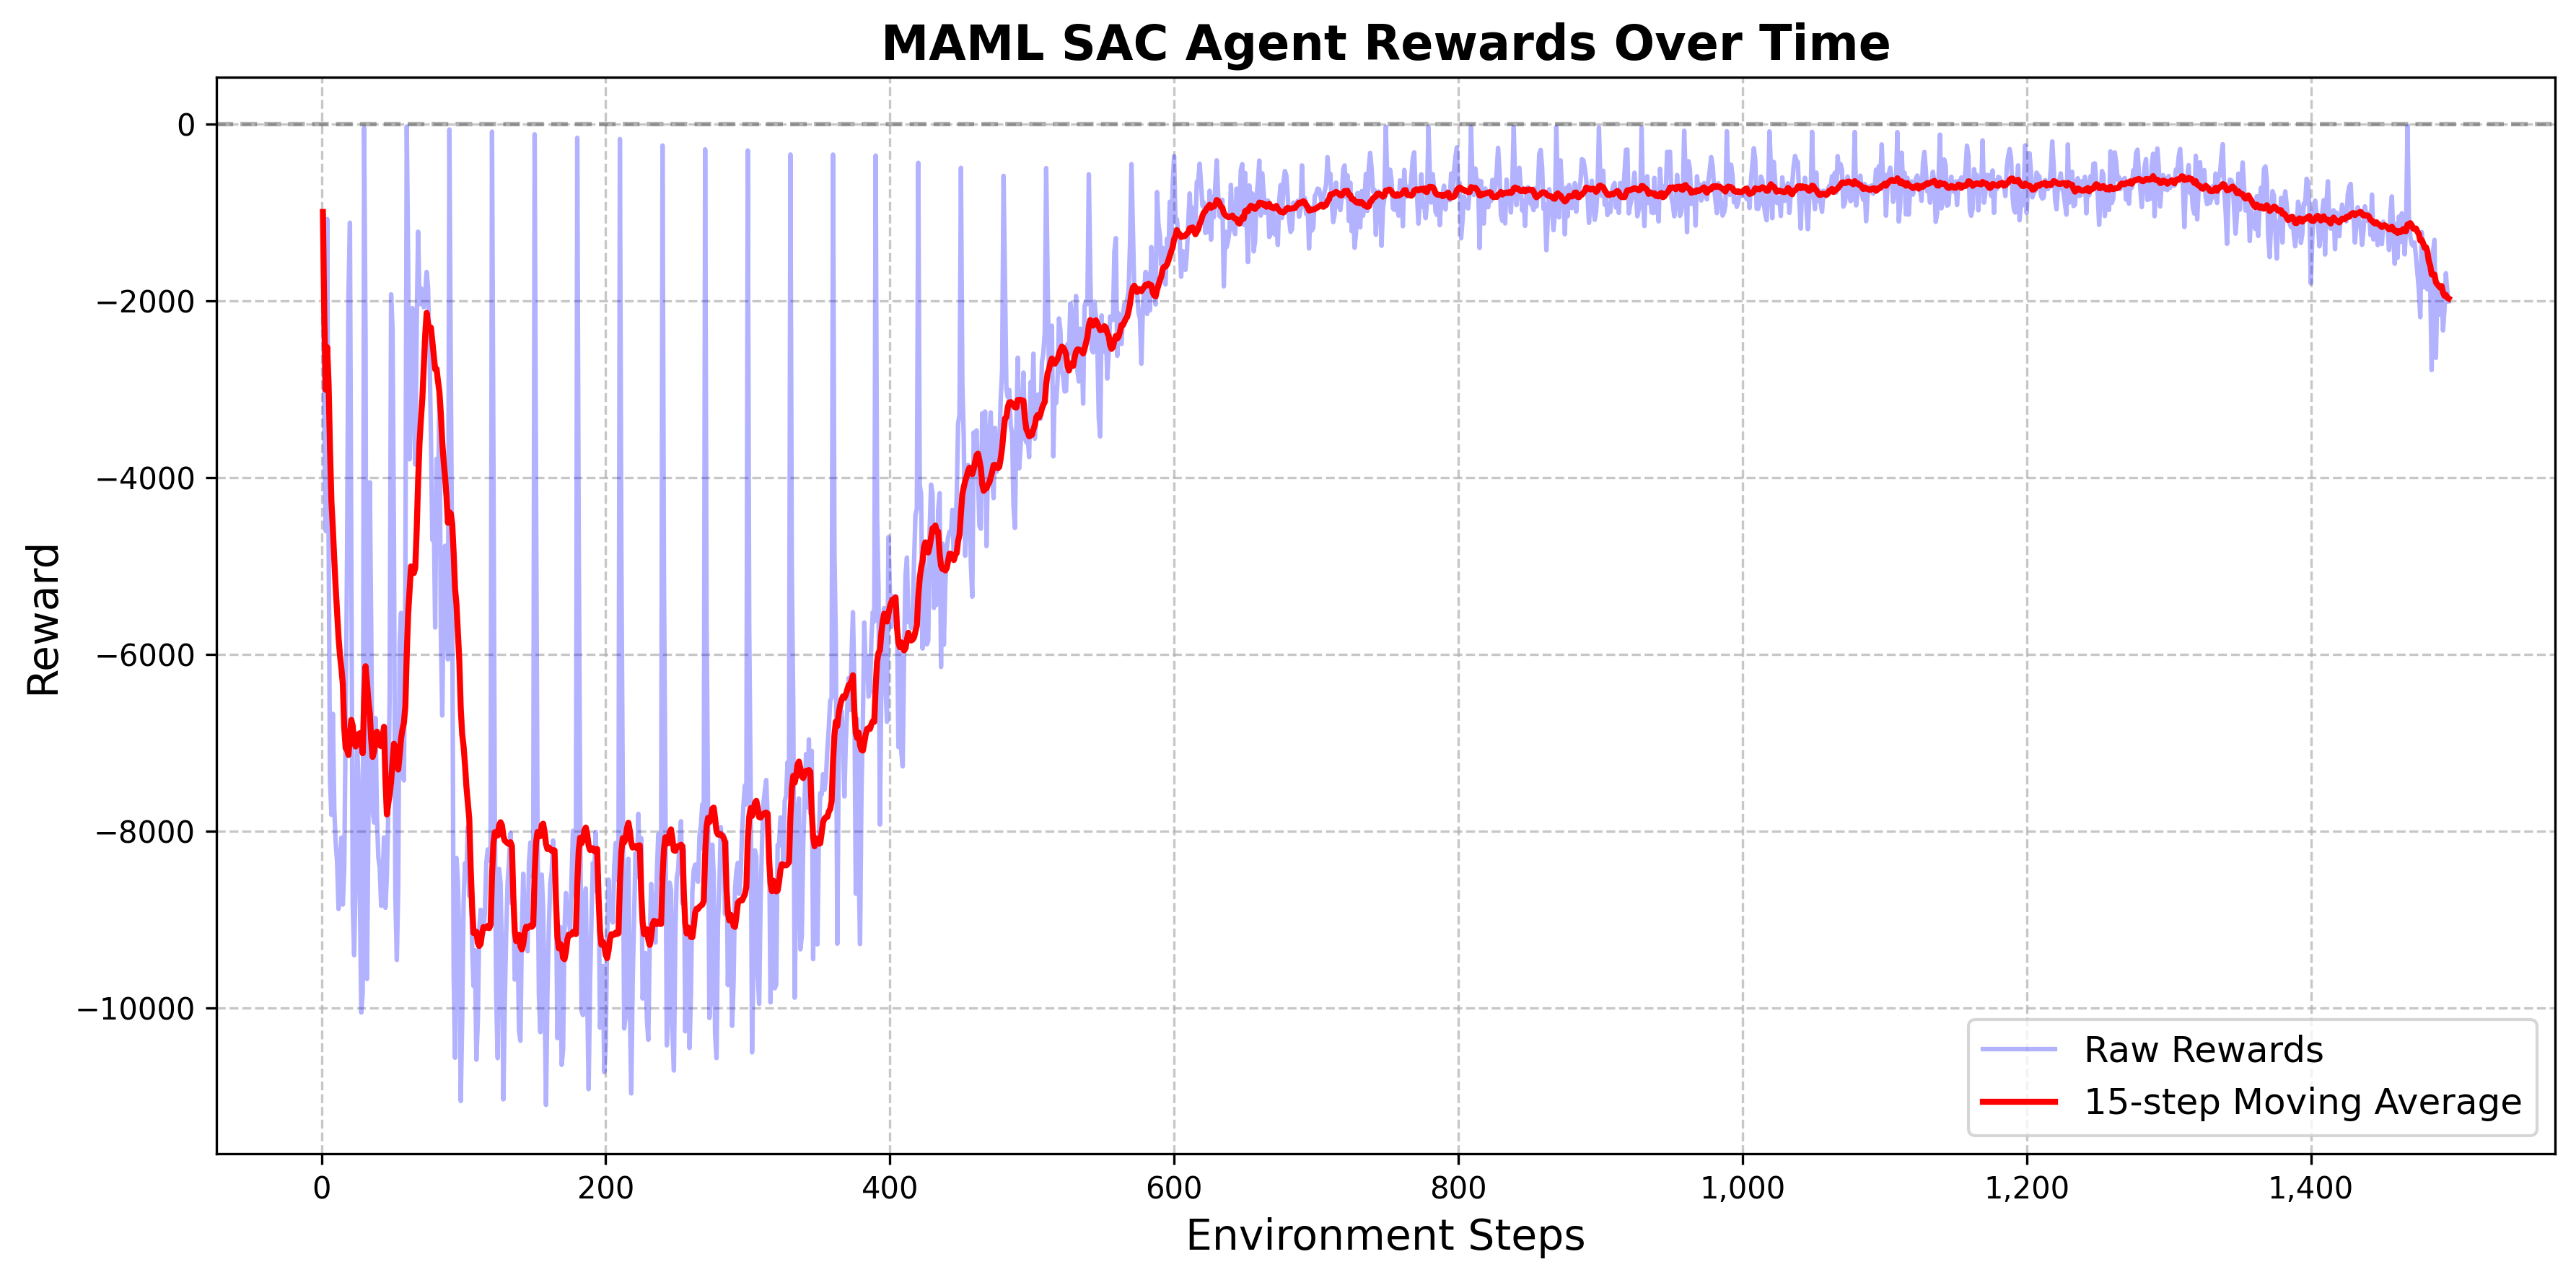 MAML SAC Agent Rewards Over Time
Reward
0
−2000
−4000
−6000
−8000
−10000
0
200
400
600
800
1,000
1,200
1,400
Environment Steps
Raw Rewards
15-step Moving Average